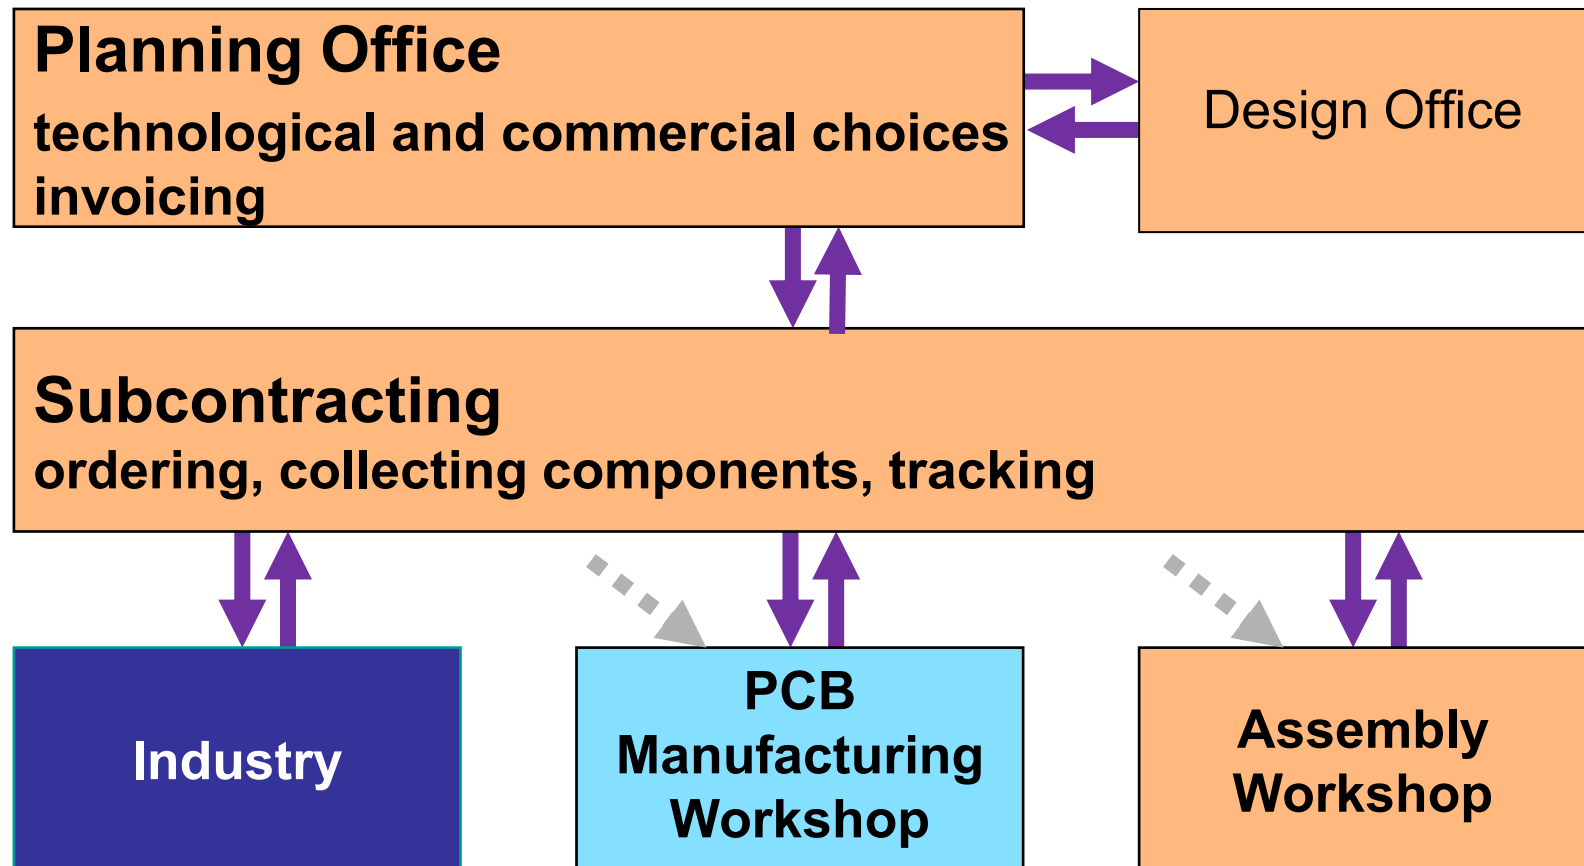 Planning Office
technological and commercial choices
invoicing
Design Office
Subcontracting
ordering, collecting components, tracking
Industry
PCB
Manufacturing
Workshop
Assembly
Workshop